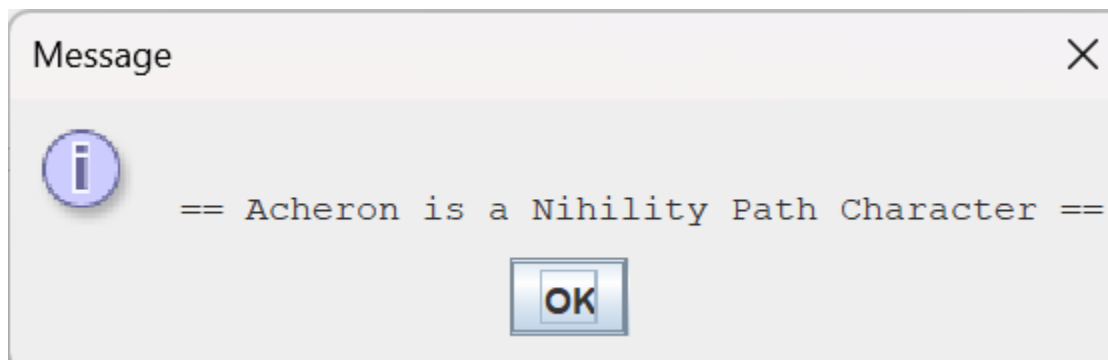 Message
== Acheron is a Nihility Path Character ==
OK